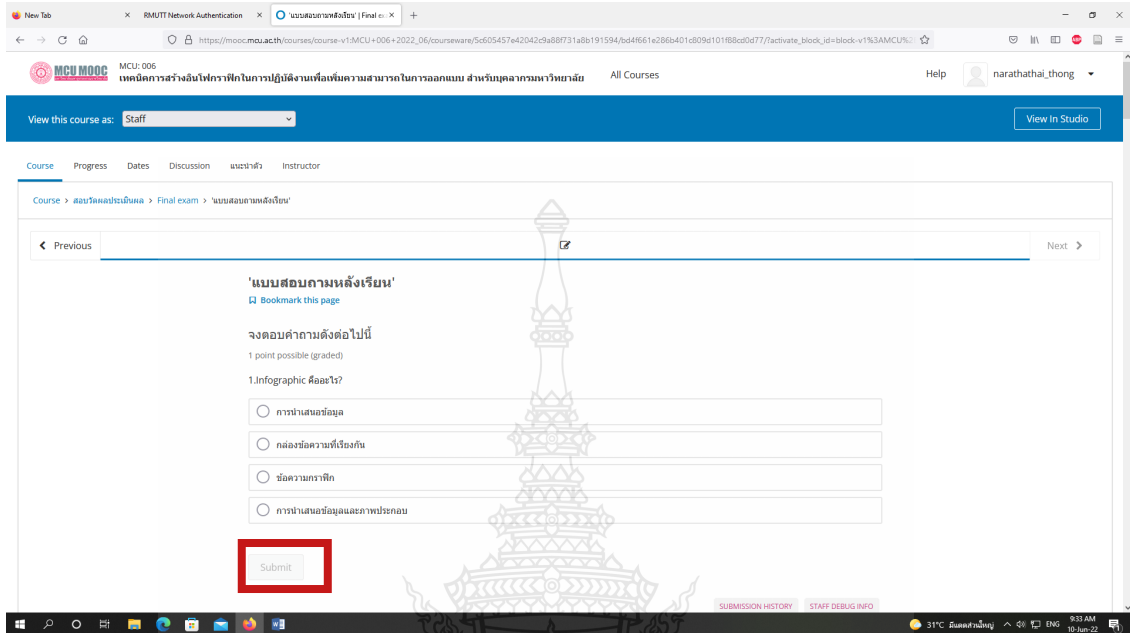 New Tab
RMUTT Network Authentication
'แบบสอบถามหลังเรียน' | Final ex
https://mooc.mcu.ac.th/courses/course-v1:MCU+006+2022_06/courseware/5c605457e42042c9a88f731a8b191594/bd4f661e286b401c809d101f88cd0d77/?activate_block_id=block-v1%3AMCU%2
MCU MOOC
MCU: 006
เทคนิคการสร้างอินโฟกราฟิกในการปฏิบัติงานเพื่อเพิ่มความสามารถในการออกแบบ สำหรับบุคลากรมหาวิทยาลัย
All Courses
Help
narathathai_thong
View this course as:
Staff
View In Studio
Course
Progress
Dates
Discussion
แนะนำตัว
Instructor
Course > สอบวัดผลประเมินผล > Final exam > 'แบบสอบถามหลังเรียน'
Previous
Next
'แบบสอบถามหลังเรียน'
Bookmark this page
จงตอบคำถามดังต่อไปนี้
1 point possible (graded)
1.Infographic คืออะไร?
การนำเสนอข้อมูล
กล่องข้อความที่เรียงกัน
ข้อความกราฟิก
การนำเสนอข้อมูลและภาพประกอบ
Submit
SUBMISSION HISTORY
STAFF DEBUG INFO
31°C มีแดดส่วนใหญ่
ENG
9:33 AM
10-Jun-22